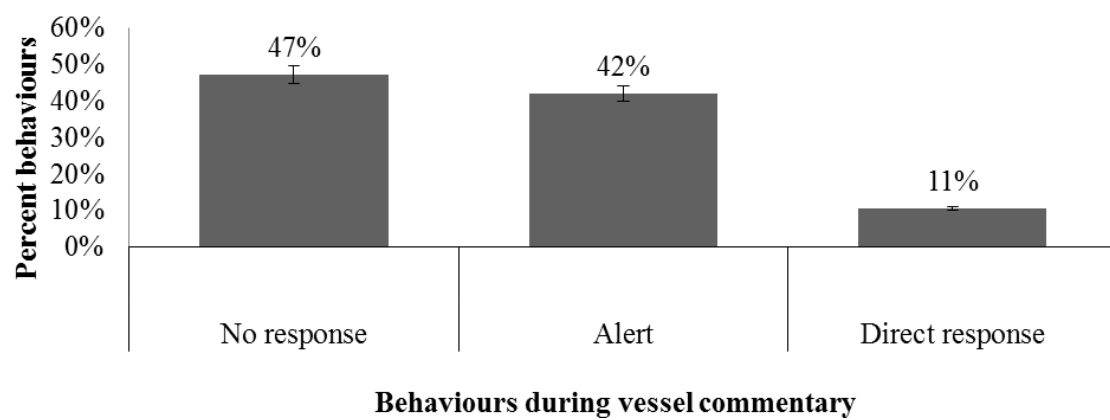 Percent behaviours
60%
50%
40%
30%
20%
10%
0%
47%
42%
11%
No response
Alert
Direct response
Behaviours during vessel commentary